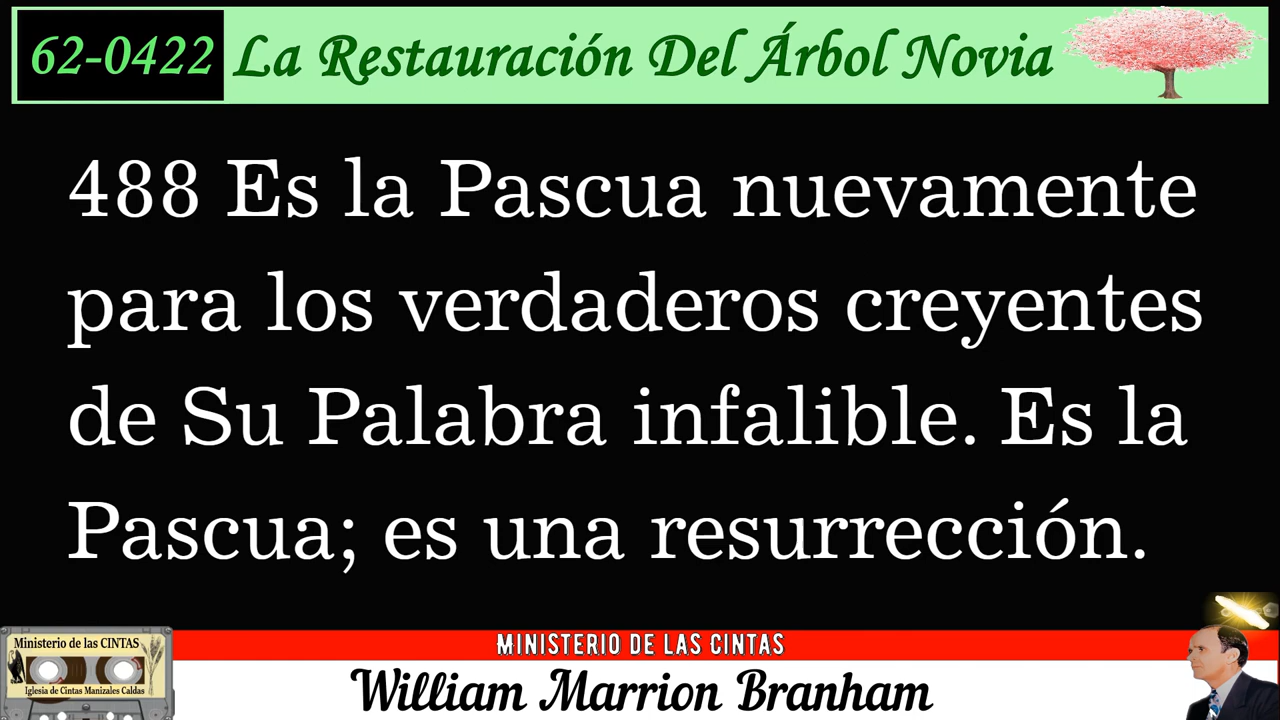 62-0422 La Restauración Del Árbol Novia
488 Es la Pascua nuevamente
para los verdaderos creyentes
de Su Palabra infalible. Es la
Pascua; es una resurrección.
MINISTERIO DE LAS CINTAS
William Marrion Branham
Ministerio de las CINTAS
Iglesia de Cintas Manizales Caldas